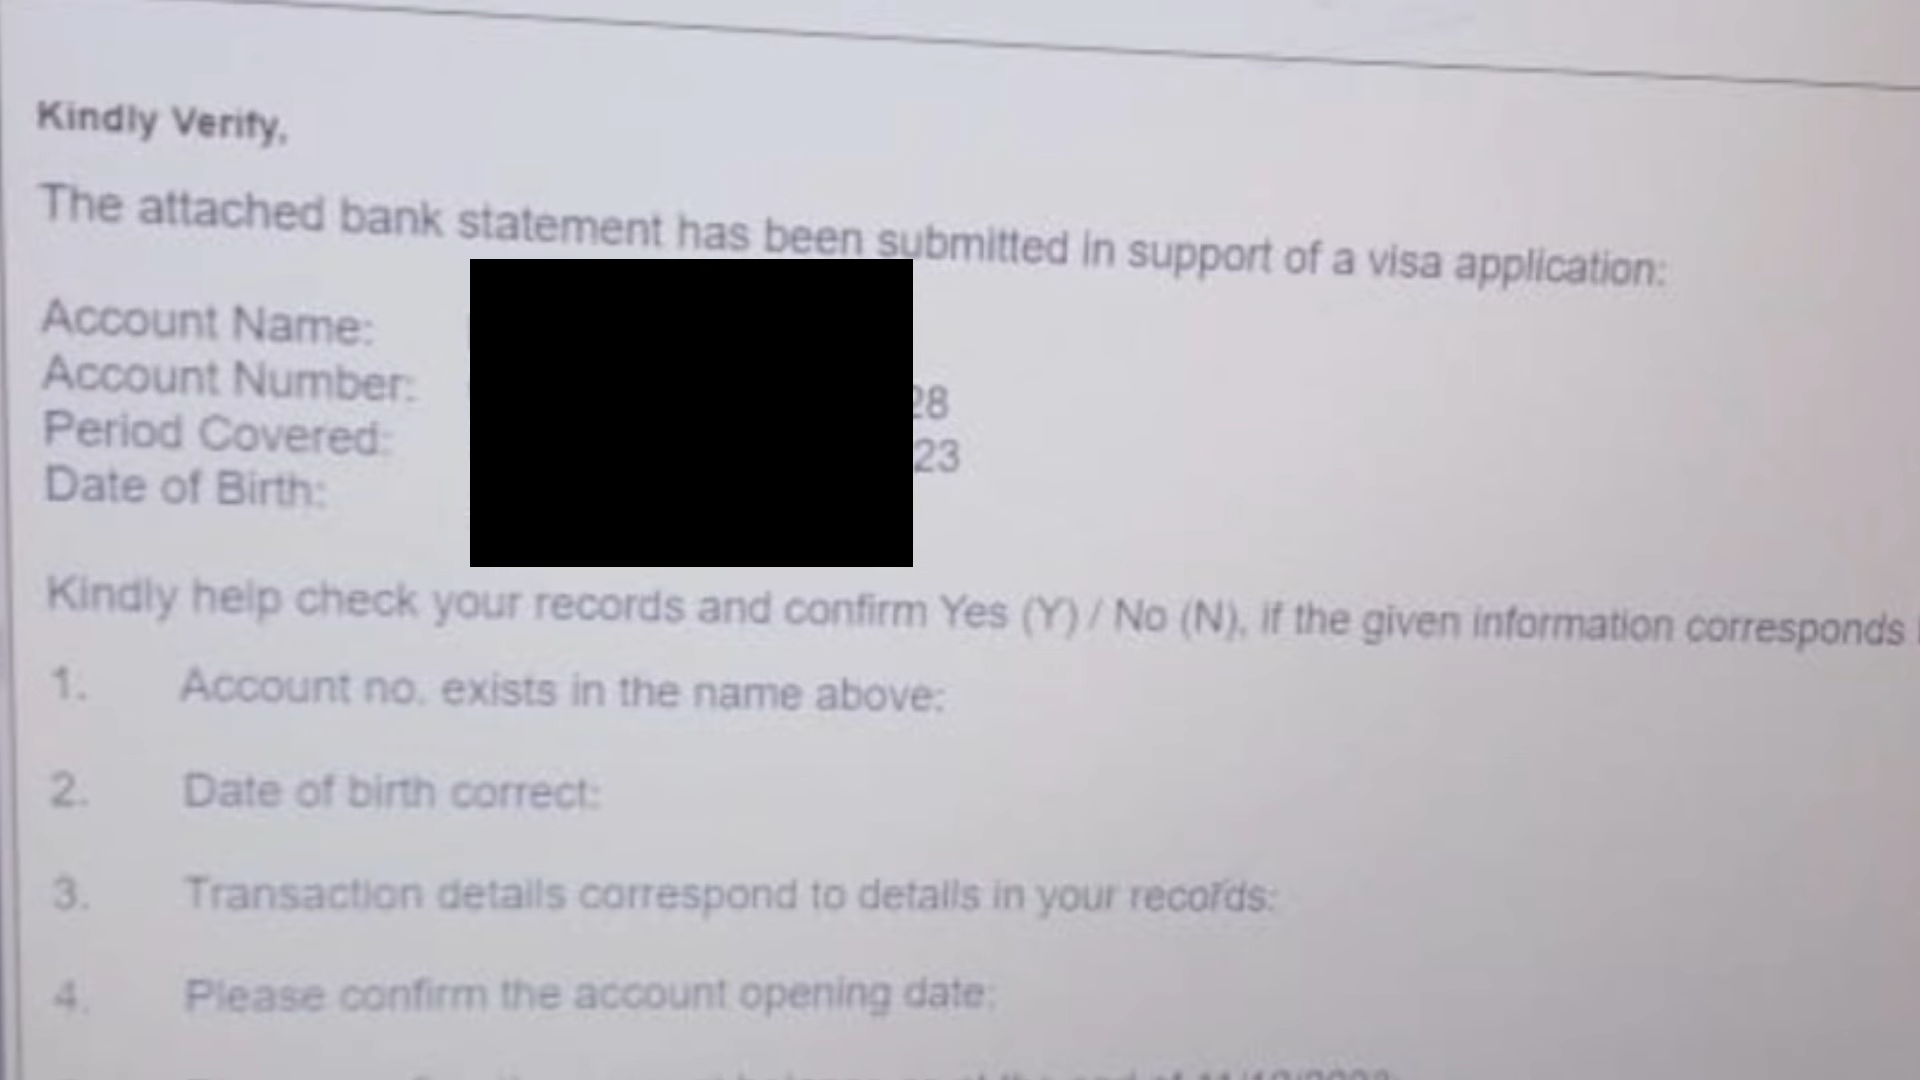 Kindly Verify,
The attached bank statement has been submitted in support of a visa application:
Account Name:
Account Number: 28
Period Covered: 23
Date of Birth:
Kindly help check your records and confirm Yes (Y) / No (N), if the given information corresponds
1. Account no. exists in the name above:
2. Date of birth correct:
3. Transaction details correspond to details in your records:
4. Please confirm the account opening date: